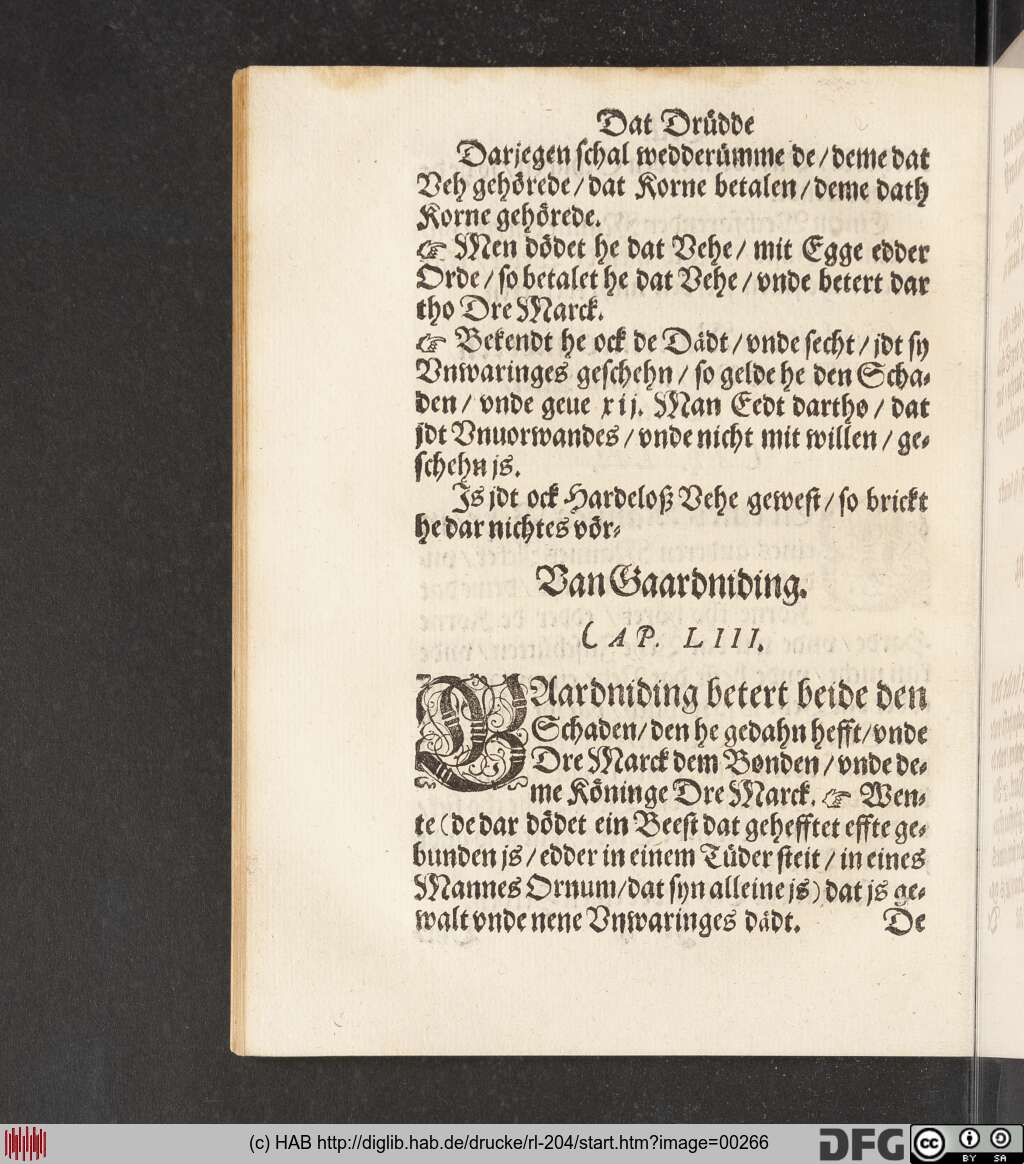 Dat Drüdde
Darjegen schal wedderümme de / deme dat
Veh gehörede / dat Korne betalen / deme dath
Korne gehörede.
☞ Men dödet he dat Vehe / mit Egge edder
Orde / so betalet he dat Vehe / vnde betert dar
tho Dre Marck.
☞ Bekendt he ock de Dädt / vnde secht / jdt sy
Vnwaringes geschehn / so gelde he den Scha-
den / vnde geue xij. Man Eedt dartho / dat
jdt Vnuorwandes / vnde nicht mit willen / ge-
schehn js.
Is jdt ock Hardeloß Vehe gewest / so brickt
he dar nichtes vör-
Van Gaardniding.
CAP. LIII.
GAardniding betert beide den
Schaden / den he gedahn hefft / vnde
Dre Marck dem Bonden / vnde de-
me Köninge Dre Marck. ☞ Wen-
te (de dar dödet ein Beest dat gehefftet effte ge-
bunden js / edder in einem Tüder steit / in eines
Mannes Ornum / dat syn alleine js) dat js ge-
walt vnde nene Vnwaringes dädt. De
(c) HAB http://diglib.hab.de/drucke/rl-204/start.htm?image=00266
DFG
cc BY SA